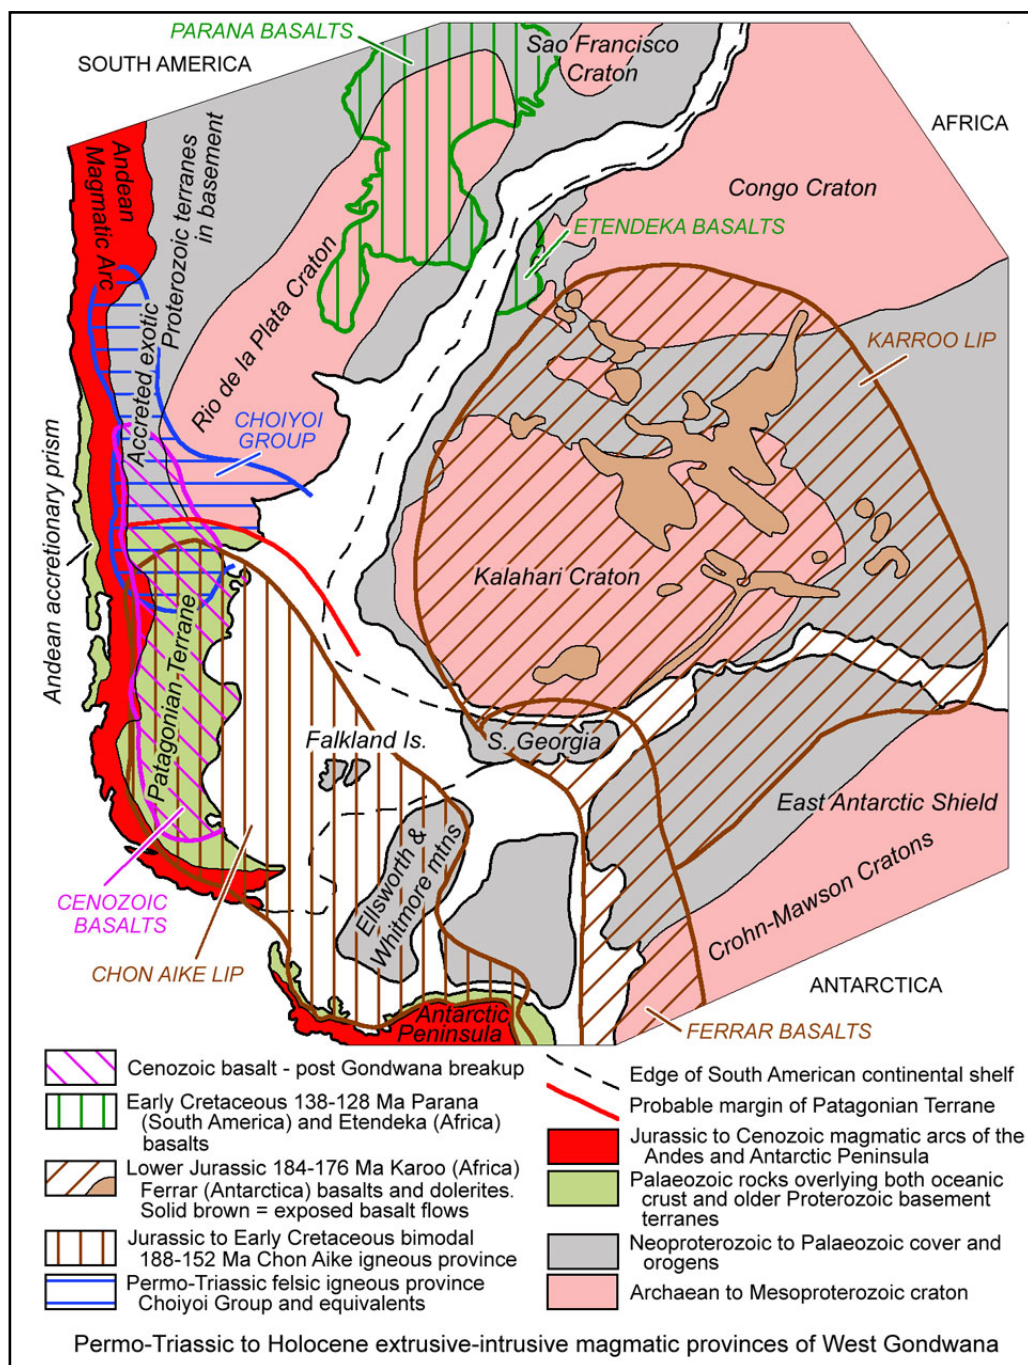 PARANA BASALTS
SOUTH AMERICA
Sao Francisco
Craton
AFRICA
Congo Craton
ETENDEKA BASALTS
KARROO LIP
Andean
Magmatic Arc
Accreted exotic
Proterozoic terranes
in basement
Rio de la Plata Craton
CHOIYOI
GROUP
Andean accretionary prism
Kalahari Craton
Patagonian Terrane
Falkland Is.
S. Georgia
East Antarctic Shield
Ellsworth &
Whitmore mtns
Crohn-Mawson Cratons
CENOZOIC
BASALTS
CHON AIKE LIP
ANTARCTICA
Antarctic
Peninsula
FERRAR BASALTS
Cenozoic basalt - post Gondwana breakup
Early Cretaceous 138-128 Ma Parana
(South America) and Etendeka (Africa)
basalts
Lower Jurassic 184-176 Ma Karoo (Africa)
Ferrar (Antarctica) basalts and dolerites.
Solid brown = exposed basalt flows
Jurassic to Early Cretaceous bimodal
188-152 Ma Chon Aike igneous province
Permo-Triassic felsic igneous province
Choiyoi Group and equivalents
Edge of South American continental shelf
Probable margin of Patagonian Terrane
Jurassic to Cenozoic magmatic arcs of the
Andes and Antarctic Peninsula
Palaeozoic rocks overlying both oceanic
crust and older Proterozoic basement
terranes
Neoproterozoic to Palaeozoic cover and
orogens
Archaean to Mesoproterozoic craton
Permo-Triassic to Holocene extrusive-intrusive magmatic provinces of West Gondwana